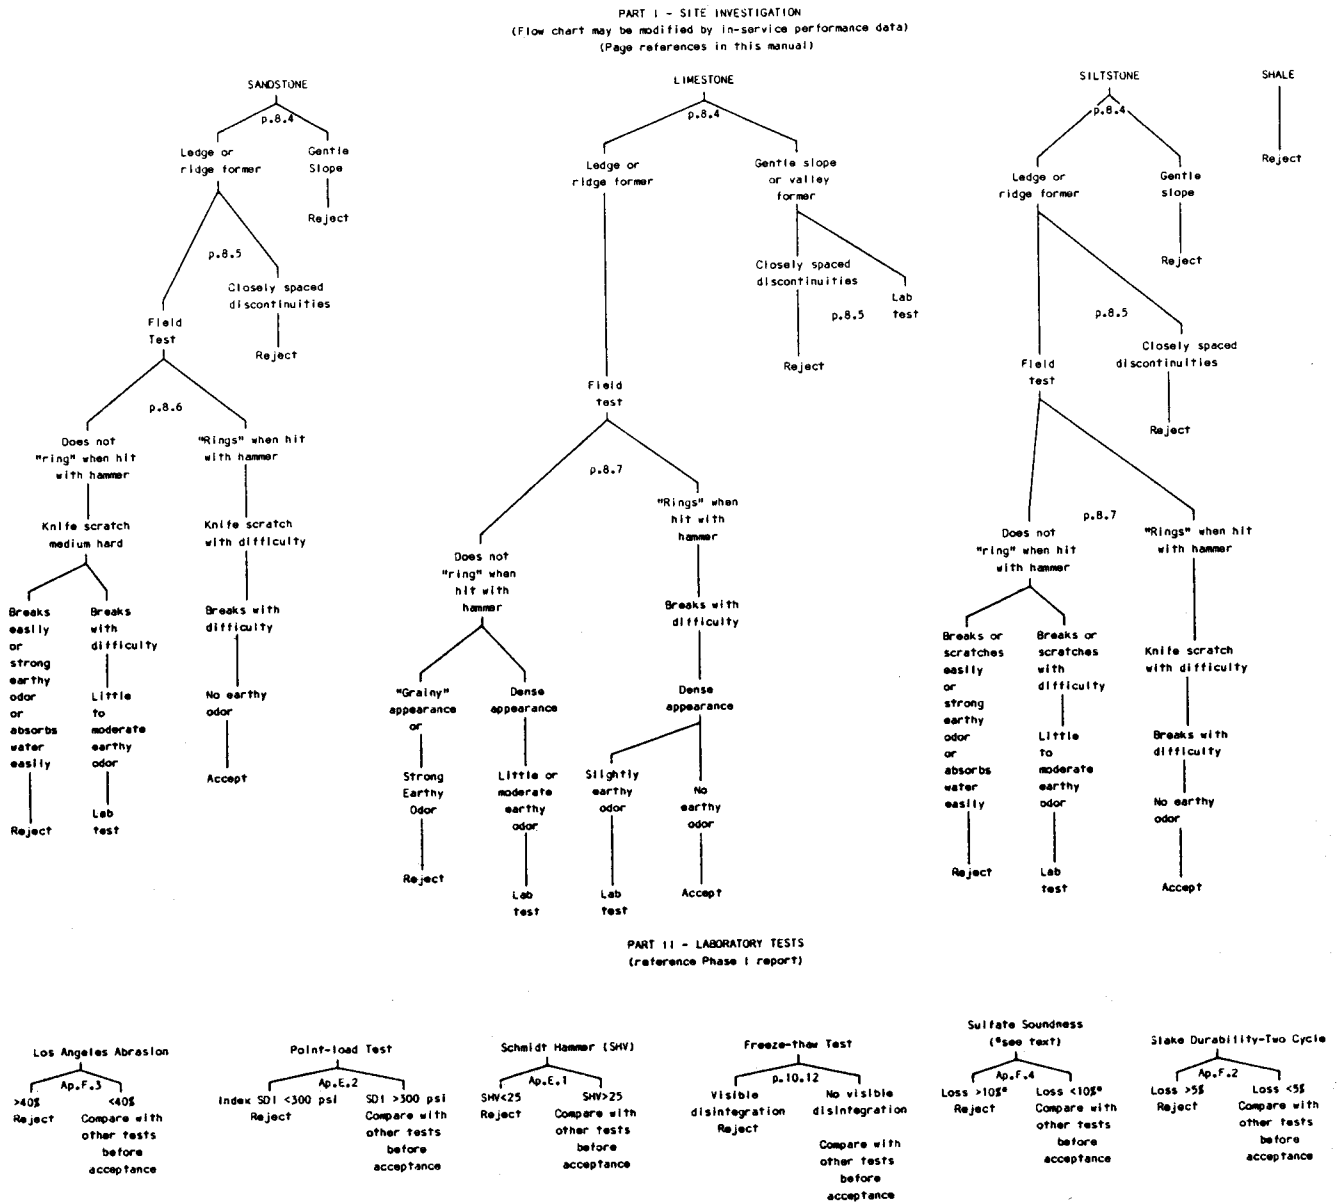 PART I - SITE INVESTIGATION
(Flow chart may be modified by in-service performance data)
(Page references in this manual)
SANDSTONE
p.8.4
Ledge or
ridge former
Gentle
Slope
Reject
p.8.5
Closely spaced
discontinuities
Reject
Field
Test
p.8.6
Does not
"ring" when hit
with hammer
"Rings" when hit
with hammer
Knife scratch
medium hard
Knife scratch
with difficulty
Breaks
easily
or
strong
earthy
odor
or
absorbs
water
easily
Reject
Breaks
with
difficulty
Little
to
moderate
earthy
odor
Lab
test
Breaks with
difficulty
No earthy
odor
Accept
LIMESTONE
p.8.4
Ledge or
ridge former
Gentle slope
or valley
former
Closely spaced
discontinuities
p.8.5
Lab
test
Reject
Field
test
p.8.7
Does not
"ring" when
hit with
hammer
"Rings" when
hit with
hammer
Breaks with
difficulty
"Grainy"
appearance
or
Strong
Earthy
Odor
Reject
Dense
appearance
Little or
moderate
earthy
odor
Lab
test
Dense
appearance
Slightly
earthy
odor
Lab
test
No
earthy
odor
Accept
SILTSTONE
p.8.4
Ledge or
ridge former
Gentle
slope
Reject
p.8.5
Closely spaced
discontinuities
Reject
Field
test
p.8.7
Does not
"ring" when hit
with hammer
"Rings" when hit
with hammer
Breaks or
scratches
easily
or
strong
earthy
odor
or
absorbs
water
easily
Reject
Breaks or
scratches
with
difficulty
Little
to
moderate
earthy
odor
Lab
test
Knife scratch
with difficulty
Breaks with
difficulty
No earthy
odor
Accept
SHALE
Reject
PART II - LABORATORY TESTS
(reference Phase I report)
Los Angeles Abrasion
Ap.F.3
>40%
Reject
<40%
Compare with
other tests
before
acceptance
Point-load Test
Ap.E.2
Index SDI <300 psi
Reject
SDI >300 psi
Compare with
other tests
before
acceptance
Schmidt Hammer (SHV)
Ap.E.1
SHV<25
Reject
SHV>25
Compare with
other tests
before
acceptance
Freeze-thaw Test
p.10.12
Visible
disintegration
Reject
No visible
disintegration
Compare with
other tests
before
acceptance
Sulfate Soundness
(*see text)
Ap.F.4
Loss >10%*
Reject
Loss <10%*
Compare with
other tests
before
acceptance
Slake Durability-Two Cycle
Ap.F.2
Loss >5%
Reject
Loss <5%
Compare with
other tests
before
acceptance